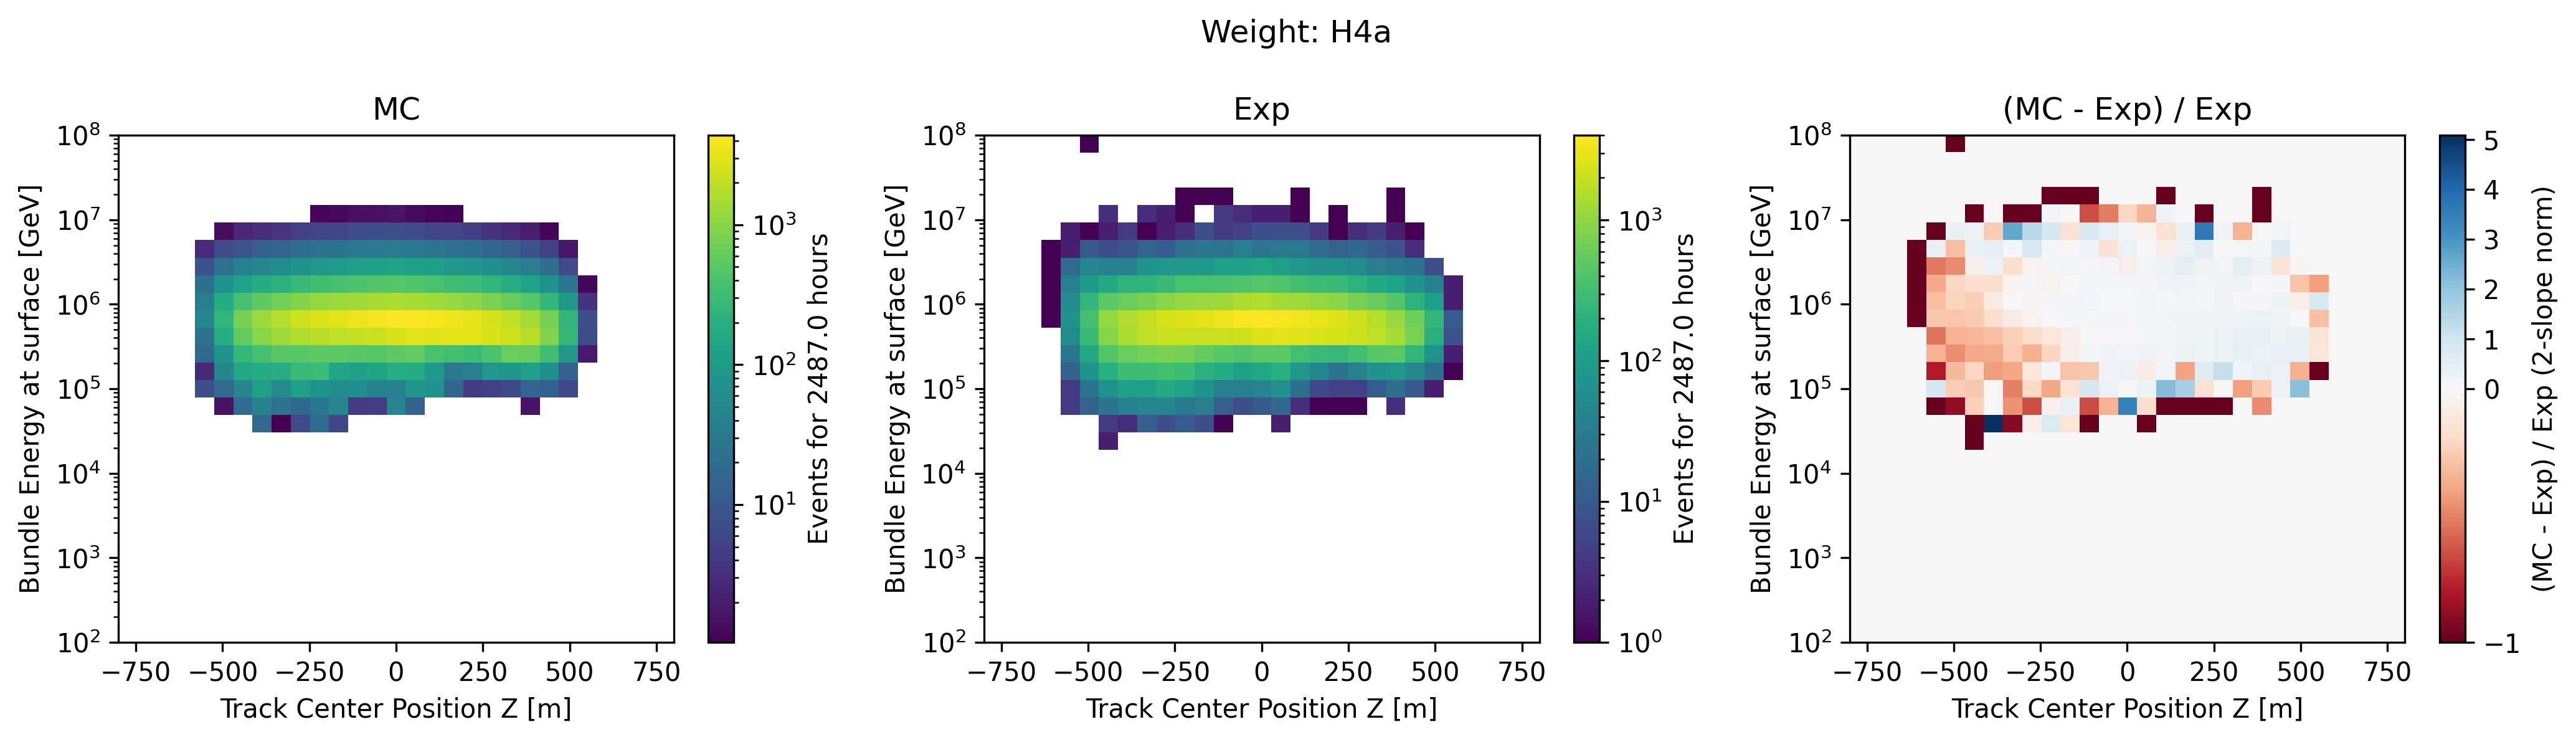 Weight: H4a
MC
Bundle Energy at surface [GeV]
10⁸
10⁷
10⁶
10⁵
10⁴
10³
10²
−750 −500 −250 0 250 500 750
Track Center Position Z [m]
10³
10²
10¹
Events for 2487.0 hours
Exp
Bundle Energy at surface [GeV]
10⁸
10⁷
10⁶
10⁵
10⁴
10³
10²
−750 −500 −250 0 250 500 750
Track Center Position Z [m]
10³
10²
10¹
10⁰
Events for 2487.0 hours
(MC - Exp) / Exp
Bundle Energy at surface [GeV]
10⁸
10⁷
10⁶
10⁵
10⁴
10³
10²
−750 −500 −250 0 250 500 750
Track Center Position Z [m]
5
4
3
2
1
0
−1
(MC - Exp) / Exp (2-slope norm)